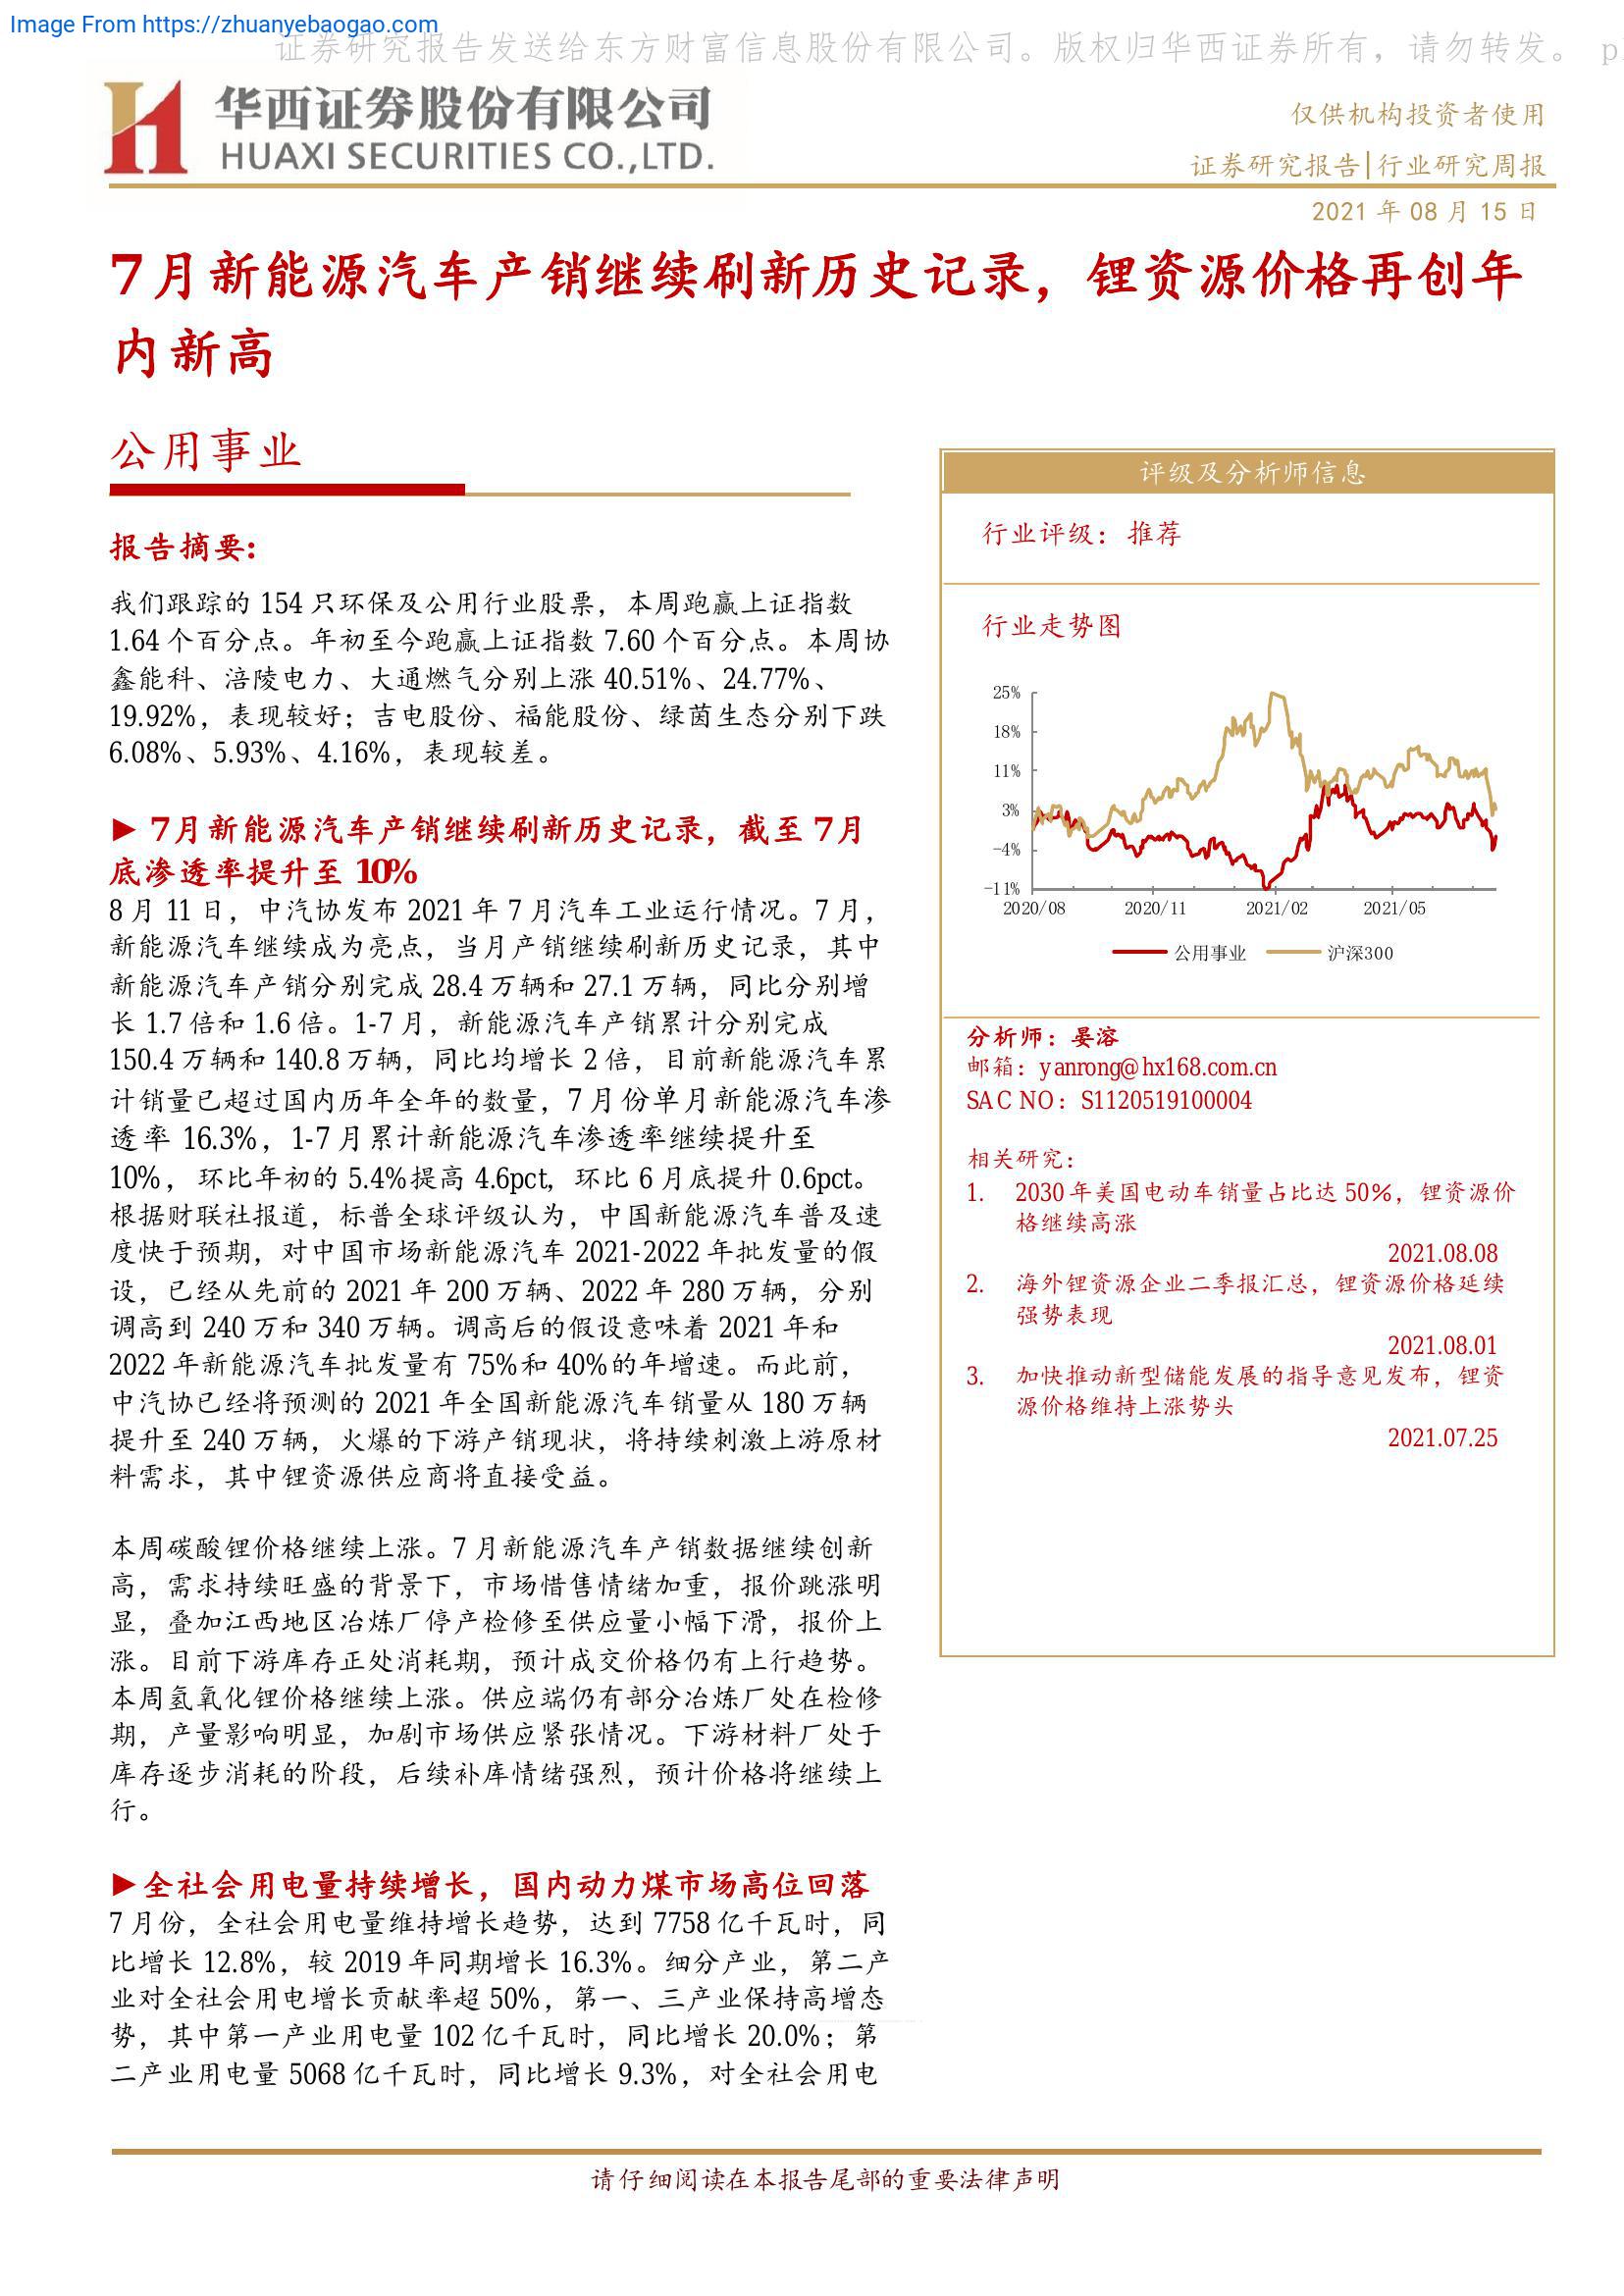 Image From https://zhuanyebaogao.com
证券研究报告发送给东方财富信息股份有限公司。版权归华西证券所有，请勿转发。 p
华西证券股份有限公司
HUAXI SECURITIES CO.,LTD.
仅供机构投资者使用
证券研究报告|行业研究周报
2021 年 08 月 15 日
7 月新能源汽车产销继续刷新历史记录，锂资源价格再创年
内新高
公用事业
报告摘要：
我们跟踪的 154 只环保及公用行业股票，本周跑赢上证指数
1.64 个百分点。年初至今跑赢上证指数 7.60 个百分点。本周协
鑫能科、涪陵电力、大通燃气分别上涨 40.51%、24.77%、
19.92%，表现较好；吉电股份、福能股份、绿茵生态分别下跌
6.08%、5.93%、4.16%，表现较差。
►7 月新能源汽车产销继续刷新历史记录，截至 7 月
底渗透率提升至 10%
8 月 11 日，中汽协发布 2021 年 7 月汽车工业运行情况。7 月，
新能源汽车继续成为亮点，当月产销继续刷新历史记录，其中
新能源汽车产销分别完成 28.4 万辆和 27.1 万辆，同比分别增
长 1.7 倍和 1.6 倍。1-7 月，新能源汽车产销累计分别完成
150.4 万辆和 140.8 万辆，同比均增长 2 倍，目前新能源汽车累
计销量已超过国内历年全年的数量，7 月份单月新能源汽车渗
透率 16.3%，1-7 月累计新能源汽车渗透率继续提升至
10%，环比年初的 5.4%提高 4.6pct，环比 6 月底提升 0.6pct。
根据财联社报道，标普全球评级认为，中国新能源汽车普及速
度快于预期，对中国市场新能源汽车 2021-2022 年批发量的假
设，已经从先前的 2021 年 200 万辆、2022 年 280 万辆，分别
调高到 240 万和 340 万辆。调高后的假设意味着 2021 年和
2022 年新能源汽车批发量有 75%和 40%的年增速。而此前，
中汽协已经将预测的 2021 年全国新能源汽车销量从 180 万辆
提升至 240 万辆，火爆的下游产销现状，将持续刺激上游原材
料需求，其中锂资源供应商将直接受益。
本周碳酸锂价格继续上涨。7 月新能源汽车产销数据继续创新
高，需求持续旺盛的背景下，市场惜售情绪加重，报价跳涨明
显，叠加江西地区冶炼厂停产检修至供应量小幅下滑，报价上
涨。目前下游库存正处消耗期，预计成交价格仍有上行趋势。
本周氢氧化锂价格继续上涨。供应端仍有部分冶炼厂处在检修
期，产量影响明显，加剧市场供应紧张情况。下游材料厂处于
库存逐步消耗的阶段，后续补库情绪强烈，预计价格将继续上
行。
►全社会用电量持续增长，国内动力煤市场高位回落
7 月份，全社会用电量维持增长趋势，达到 7758 亿千瓦时，同
比增长 12.8%，较 2019 年同期增长 16.3%。细分产业，第二产
业对全社会用电增长贡献率超 50%，第一、三产业保持高增态
势，其中第一产业用电量 102 亿千瓦时，同比增长 20.0%；第
二产业用电量 5068 亿千瓦时，同比增长 9.3%，对全社会用电
评级及分析师信息
行业评级：推荐
行业走势图
25%
18%
11%
3%
-4%
-11%
2020/08 2020/11 2021/02 2021/05
公用事业 沪深300
分析师：晏溶
邮箱：yanrong@hx168.com.cn
SAC NO：S1120519100004
相关研究：
1. 2030 年美国电动车销量占比达 50%，锂资源价
格继续高涨
2021.08.08
2. 海外锂资源企业二季报汇总，锂资源价格延续
强势表现
2021.08.01
3. 加快推动新型储能发展的指导意见发布，锂资
源价格维持上涨势头
2021.07.25
请仔细阅读在本报告尾部的重要法律声明